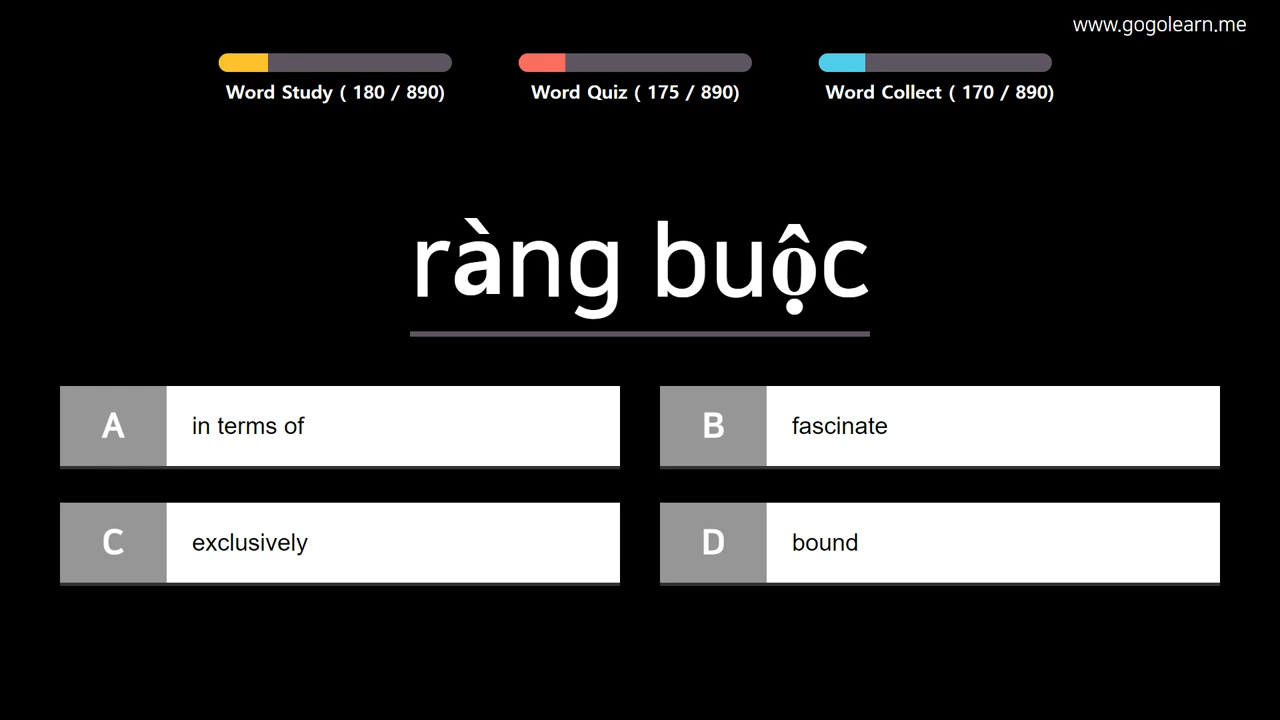 www.gogolearn.me
Word Study ( 180 / 890)
Word Quiz ( 175 / 890)
Word Collect ( 170 / 890)
ràng buộc
A in terms of
B fascinate
C exclusively
D bound